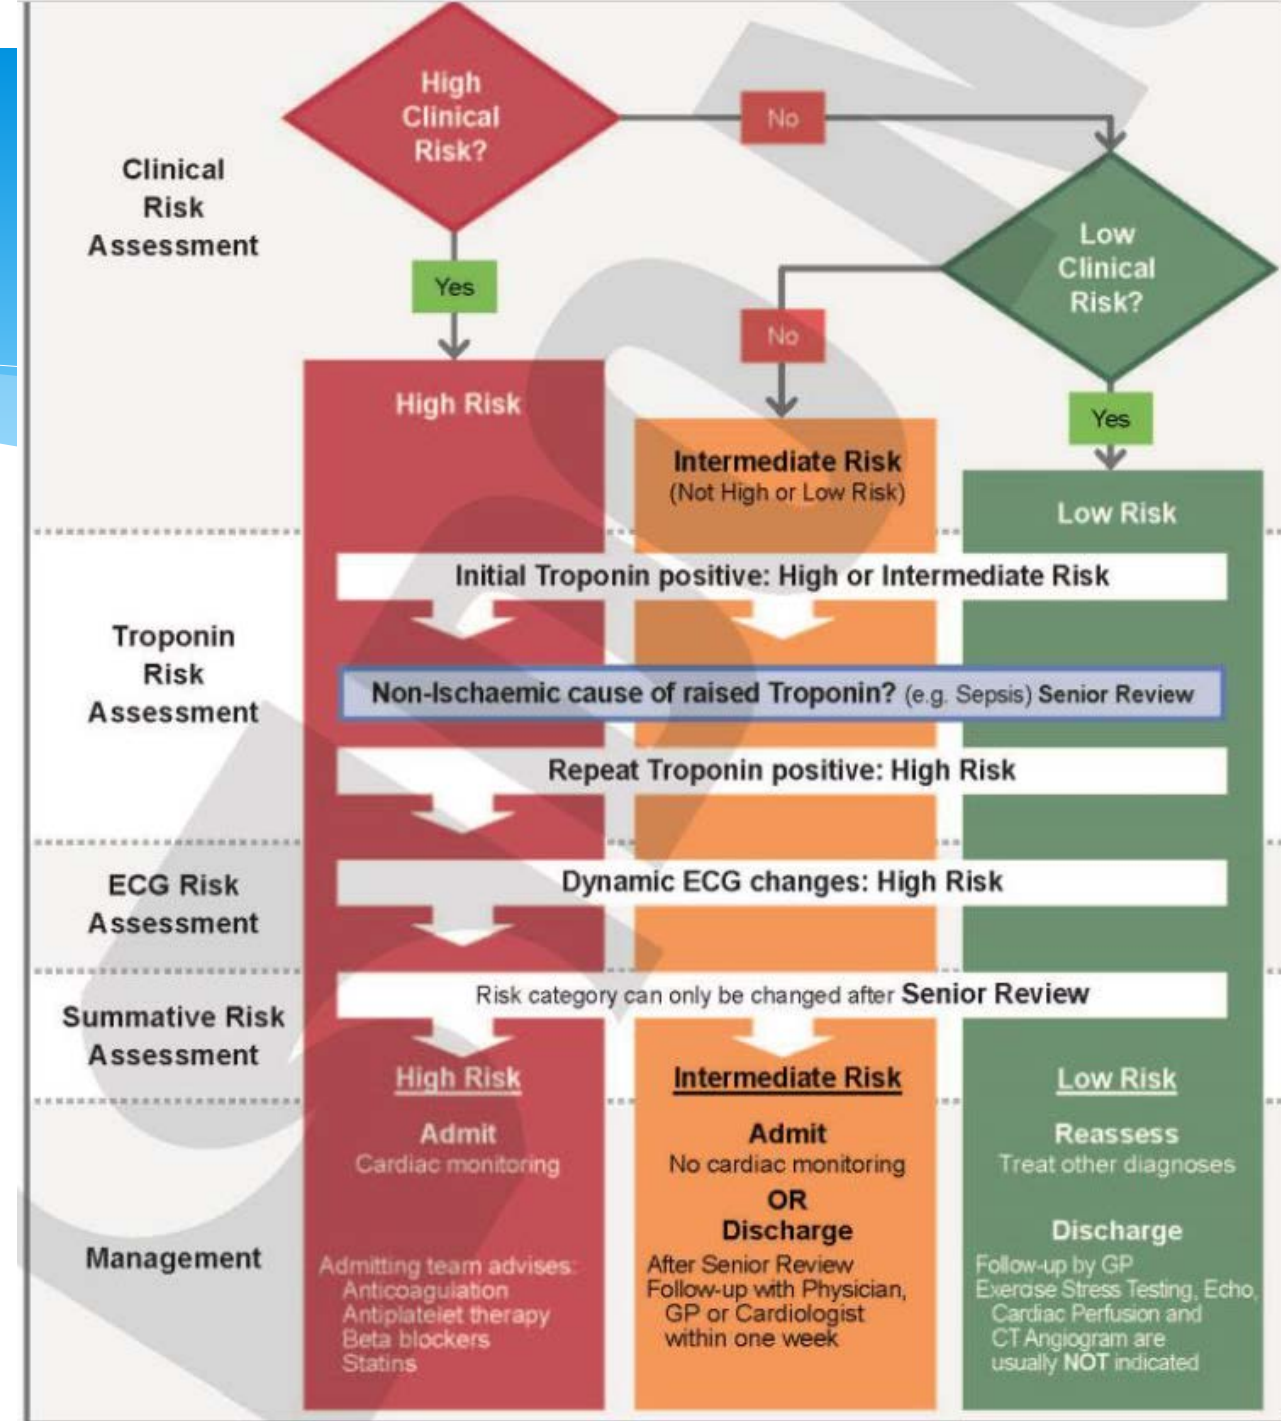 High
Clinical
Risk?
No
Clinical
Risk
Assessment
Low
Clinical
Risk?
Yes
No
High Risk
Yes
Intermediate Risk
(Not High or Low Risk)
Low Risk
Initial Troponin positive: High or Intermediate Risk
Troponin
Risk
Assessment
Non-Ischaemic cause of raised Troponin? (e.g. Sepsis) Senior Review
Repeat Troponin positive: High Risk
ECG Risk
Assessment
Dynamic ECG changes: High Risk
Summative Risk
Assessment
Risk category can only be changed after Senior Review
High Risk
Intermediate Risk
Low Risk
Management
Admit
Cardiac monitoring
Admitting team advises:
Anticoagulation
Antiplatelet therapy
Beta blockers
Statins
Admit
No cardiac monitoring
OR
Discharge
After Senior Review
Follow-up with Physician,
GP or Cardiologist
within one week
Reassess
Treat other diagnoses
Discharge
Follow-up by GP
Exercise Stress Testing, Echo,
Cardiac Perfusion and
CT Angiogram are
usually NOT indicated